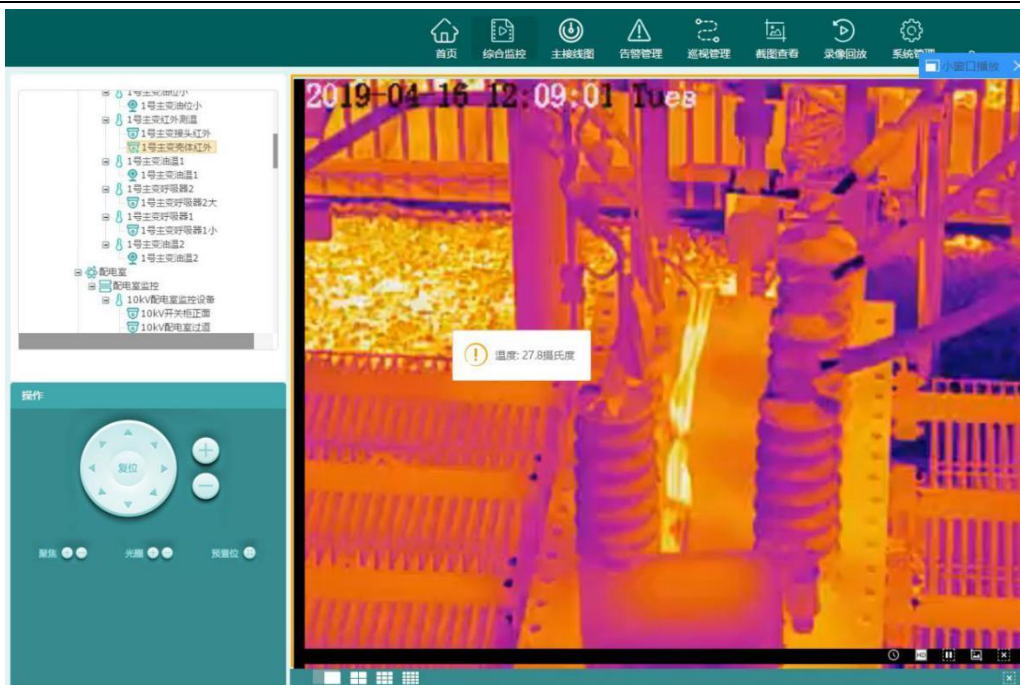 首页 综合监控 主接线图 告警管理 巡视管理 截图查看 录像回放 系统管理
小窗口播放
1号主变油位小
1号主变油位小
1号主变红外测温
1号主变接头红外
1号主变壳体红外
1号主变油温1
1号主变油温1
1号主变呼吸器2
1号主变呼吸器2大
1号主变呼吸器1
1号主变呼吸器1小
1号主变油温2
1号主变油温2
配电室
配电室监控
10kV配电室监控设备
10kV开关柜正面
10kV配电室过道
2019-04-16 12:09:01 Tues
温度: 27.8摄氏度
操作
复位
聚焦 光圈 预置位
HD